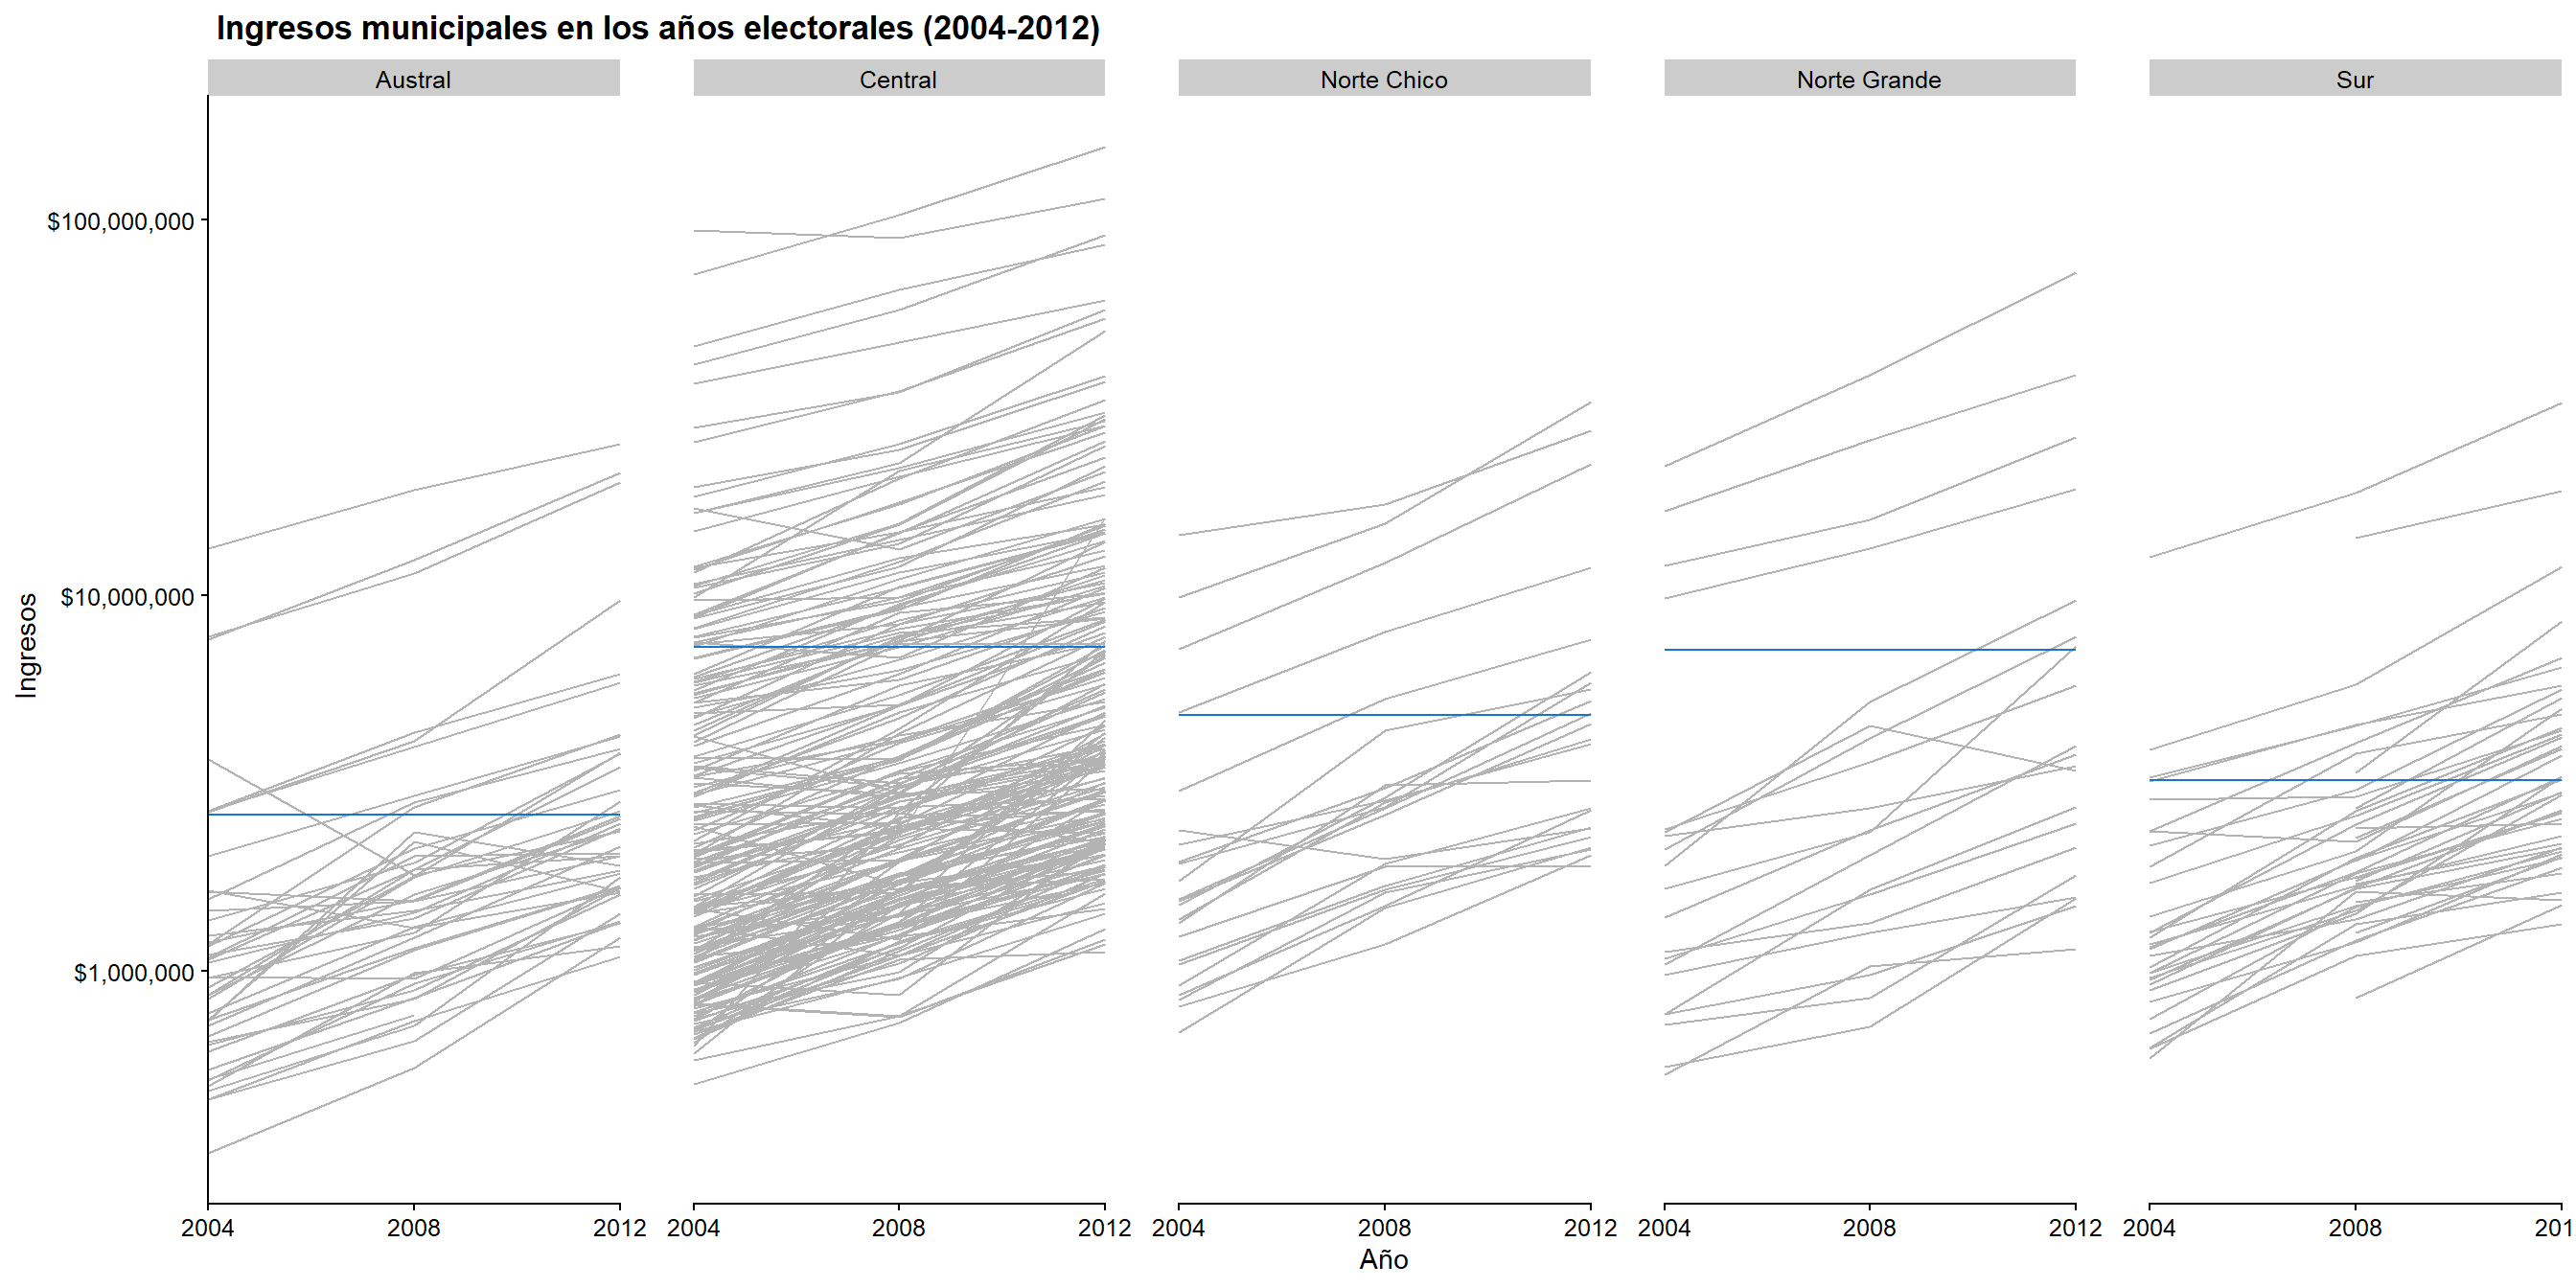 Ingresos municipales en los años electorales (2004-2012)
Austral
Central
Norte Chico
Norte Grande
Sur
Ingresos
$100,000,000
$10,000,000
$1,000,000
2004 2008 2012
2004 2008 2012
2004 2008 2012
2004 2008 2012
2004 2008 201
Año